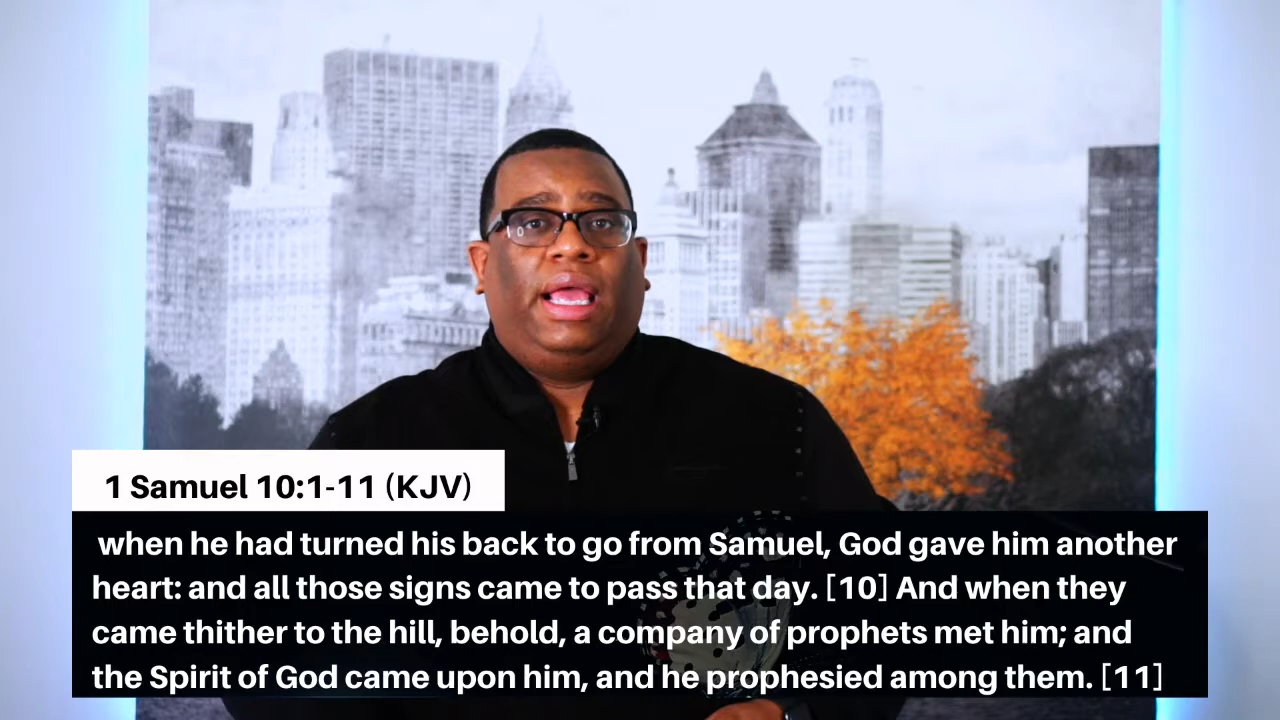 1 Samuel 10:1-11 (KJV)
when he had turned his back to go from Samuel, God gave him another
heart: and all those signs came to pass that day. [10] And when they
came thither to the hill, behold, a company of prophets met him; and
the Spirit of God came upon him, and he prophesied among them. [11]